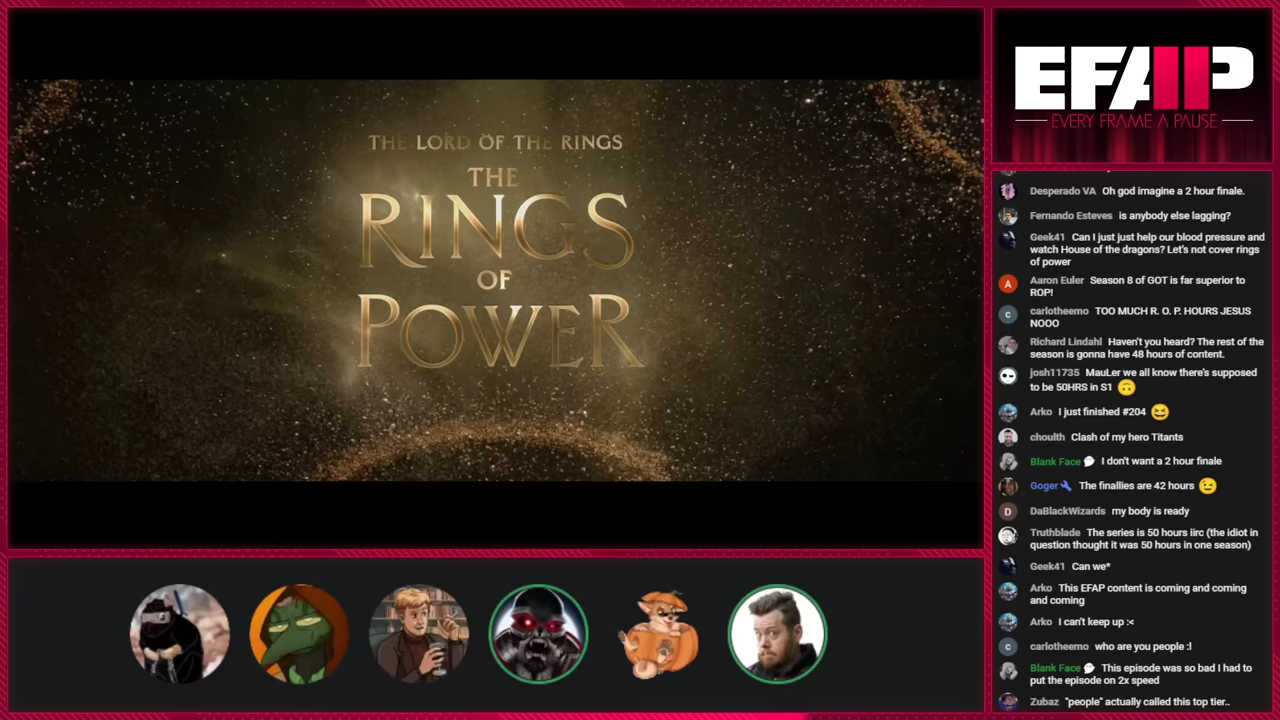 THE LORD OF THE RINGS
THE
RINGS
OF
POWER
EFAP
EVERY FRAME A PAUSE
Desperado VA Oh god imagine a 2 hour finale.
Fernando Esteves is anybody else lagging?
Geek41 Can I just just help our blood pressure and
watch House of the dragons? Let's not cover rings
of power
A
Aaron Euler Season 8 of GOT is far superior to
ROP!
c
carlotheemo TOO MUCH R. O. P. HOURS JESUS
NOOO
Richard Lindahl Haven't you heard? The rest of the
season is gonna have 48 hours of content.
josh11735 MauLer we all know there's supposed
to be 50HRS in S1 🙃
Arko I just finished #204 😆
choulth Clash of my hero Titants
Blank Face I don't want a 2 hour finale
Goger The finallies are 42 hours 😉
D
DaBlackWizards my body is ready
Truthblade The series is 50 hours iirc (the idiot in
question thought it was 50 hours in one season)
Geek41 Can we*
Arko This EFAP content is coming and coming
and coming
Arko I can't keep up :<
c
carlotheemo who are you people :l
Blank Face This episode was so bad I had to
put the episode on 2x speed
Zubaz "people" actually called this top tier..